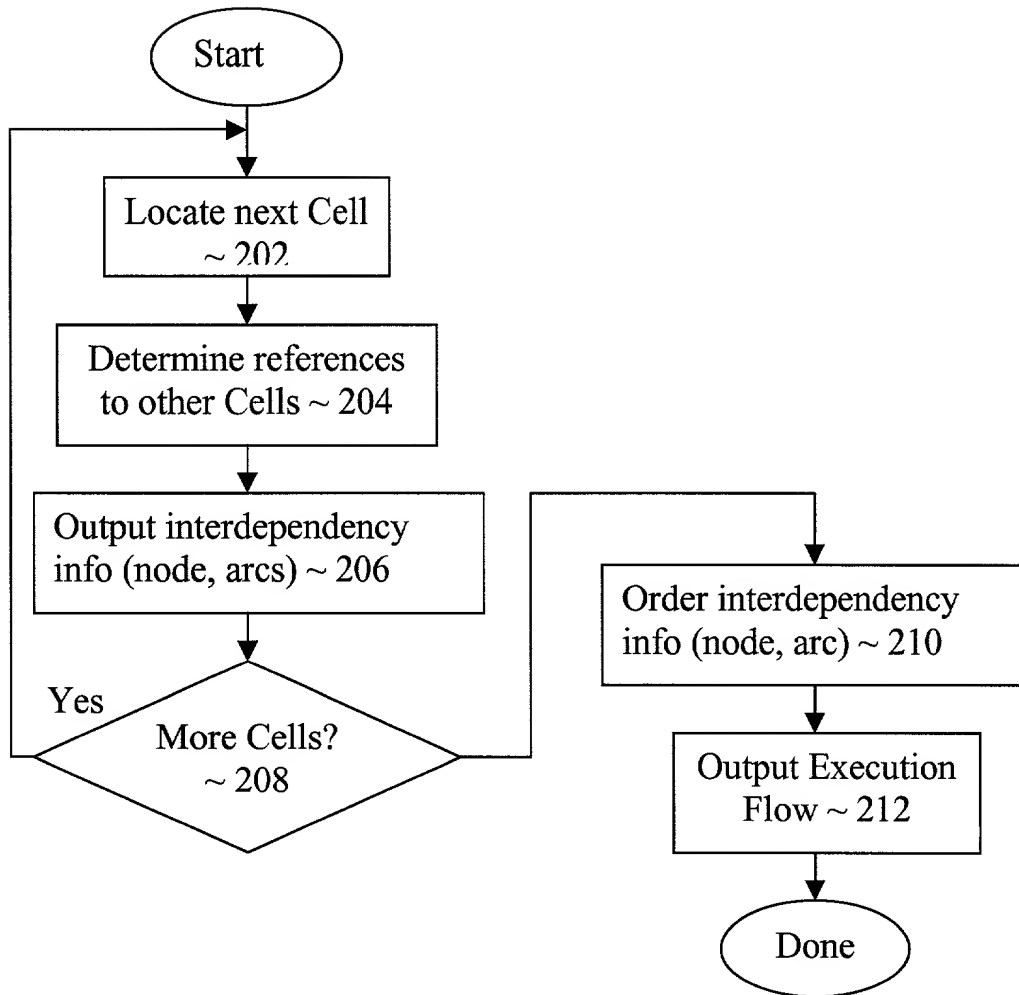 Start
Locate next Cell
~ 202
Determine references
to other Cells ~ 204
Output interdependency
info (node, arcs) ~ 206
Yes
More Cells?
~ 208
Order interdependency
info (node, arc) ~ 210
Output Execution
Flow ~ 212
Done